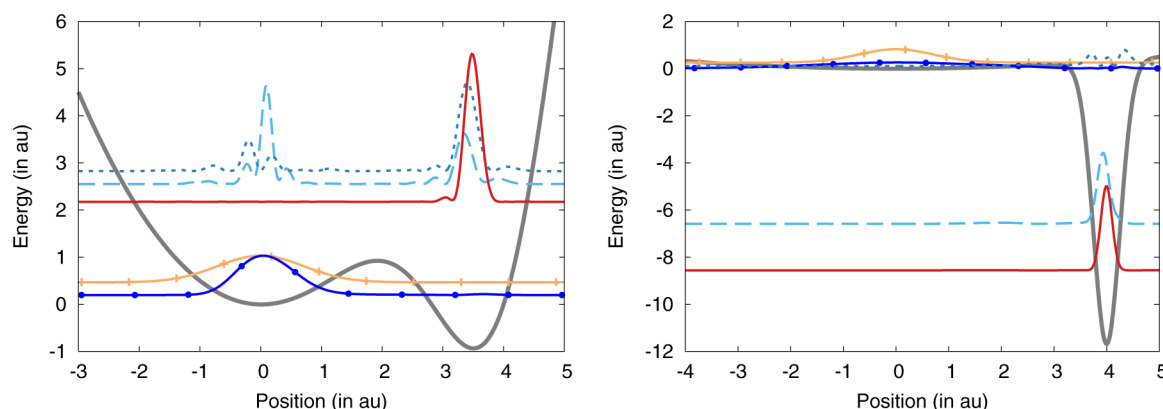 6
5
4
3
2
1
0
-1
Energy (in au)
-3 -2 -1 0 1 2 3 4 5
Position (in au)
2
0
-2
-4
-6
-8
-10
-12
Energy (in au)
-4 -3 -2 -1 0 1 2 3 4 5
Position (in au)